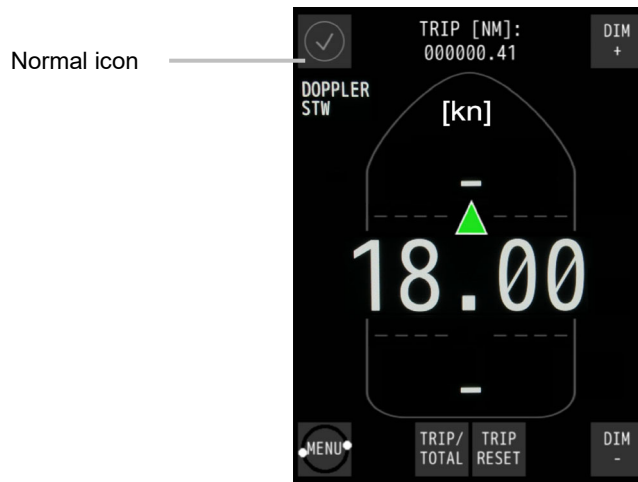 Normal icon
TRIP [NM]:
000000.41
DIM
+
DOPPLER
STW
[kn]
18.00
MENU
TRIP/
TOTAL
TRIP
RESET
DIM
-